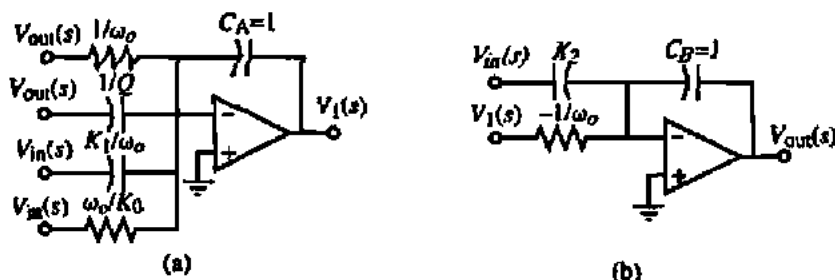 1/ωo
CA=1
Vout(s)
1/Q
Vout(s)
K1/ωo
−
+
V1(s)
Vin(s)
ωo/K0
Vin(s)
(a)
K2
CB=1
Vin(s)
−1/ωo
V1(s)
−
+
Vout(s)
(b)